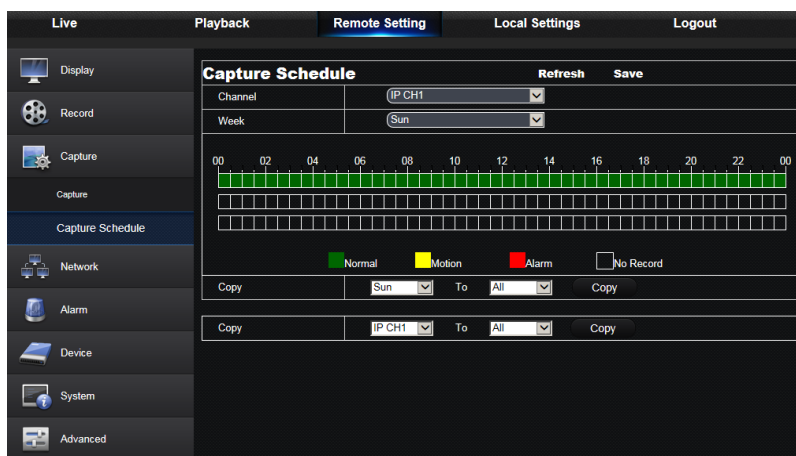 Live Playback Remote Setting Local Settings Logout
Display
Record
Capture
Capture
Capture Schedule
Network
Alarm
Device
System
Advanced
Capture Schedule Refresh Save
Channel IP CH1
Week Sun
00 02 04 06 08 10 12 14 16 18 20 22 00
Normal Motion Alarm No Record
Copy Sun To All Copy
Copy IP CH1 To All Copy